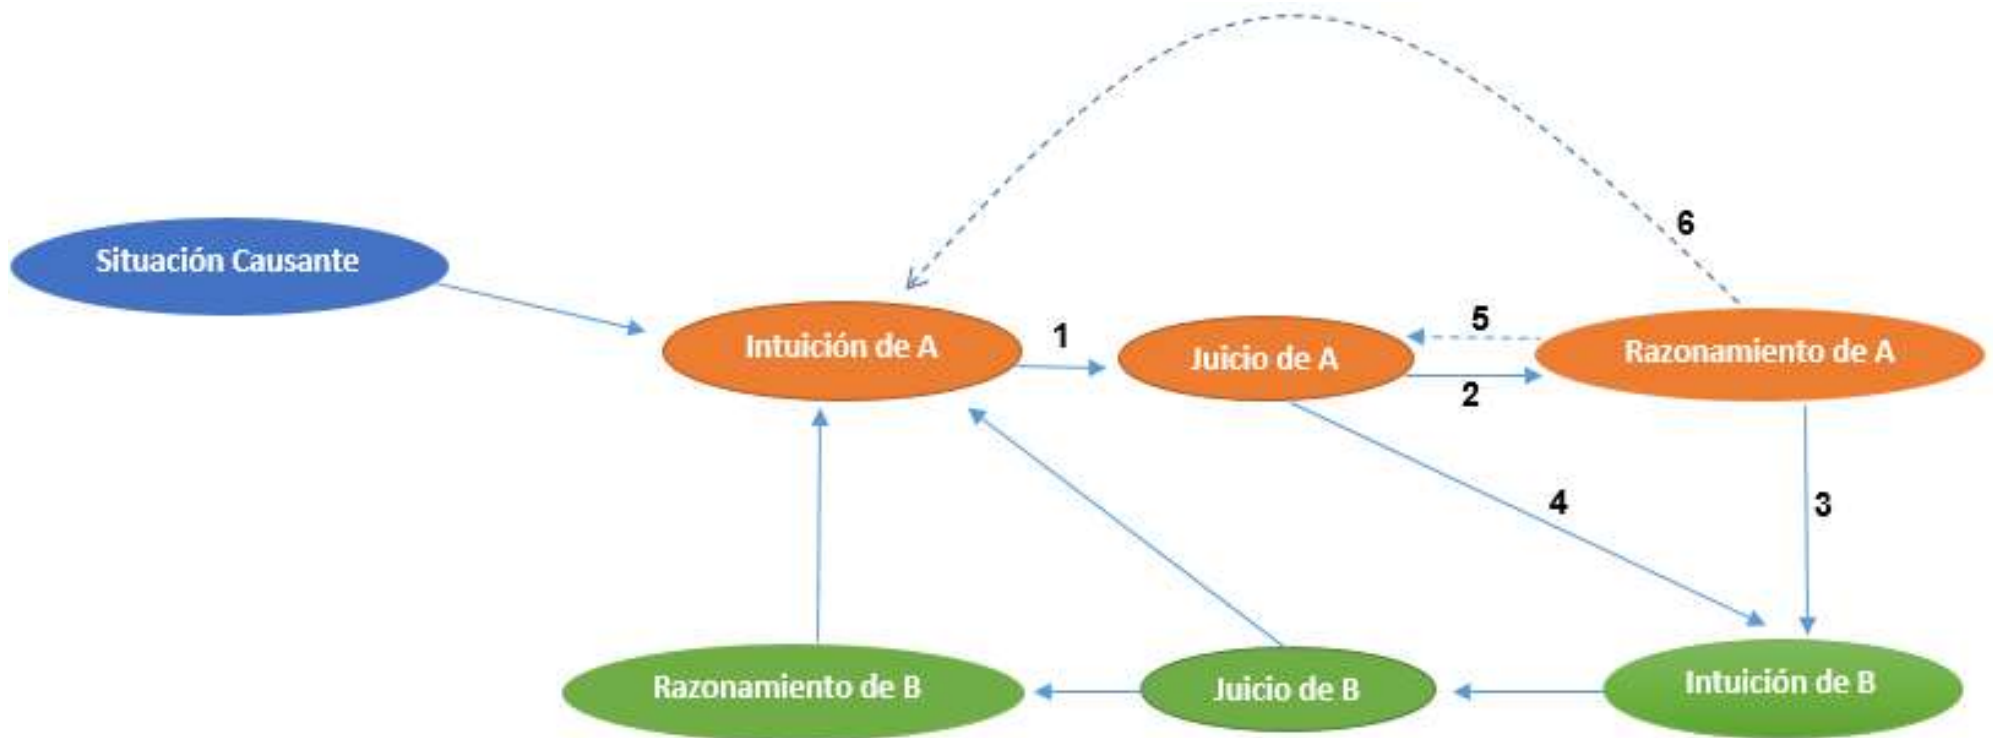 6
Situación Causante
Intuición de A
1
Juicio de A
5
2
Razonamiento de A
4
3
Razonamiento de B
Juicio de B
Intuición de B